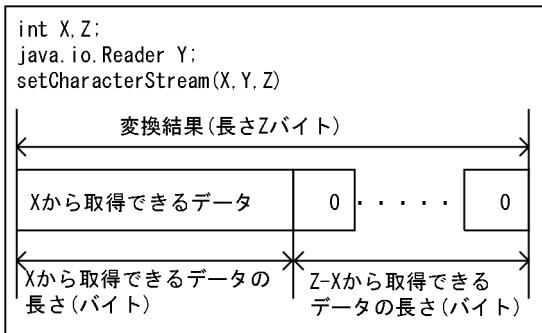 int X,Z;
java.io.Reader Y;
setCharacterStream(X,Y,Z)
変換結果(長さZバイト)
Xから取得できるデータ
0
・・・・・
0
Xから取得できるデータの
長さ(バイト)
Z-Xから取得できる
データの長さ(バイト)